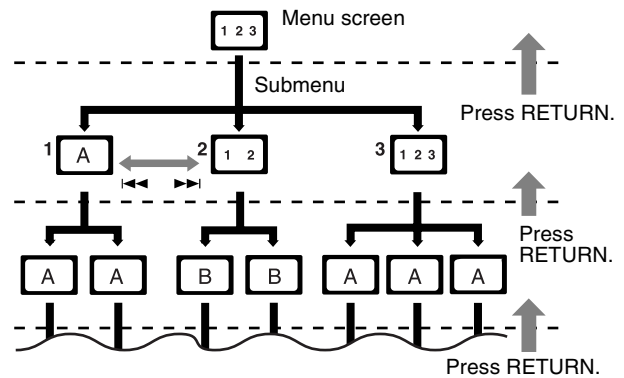 Menu screen
1 2 3
Submenu
Press RETURN.
1 A 2 1 2 3 1 2 3
Press
RETURN.
A A B B A A A
Press RETURN.